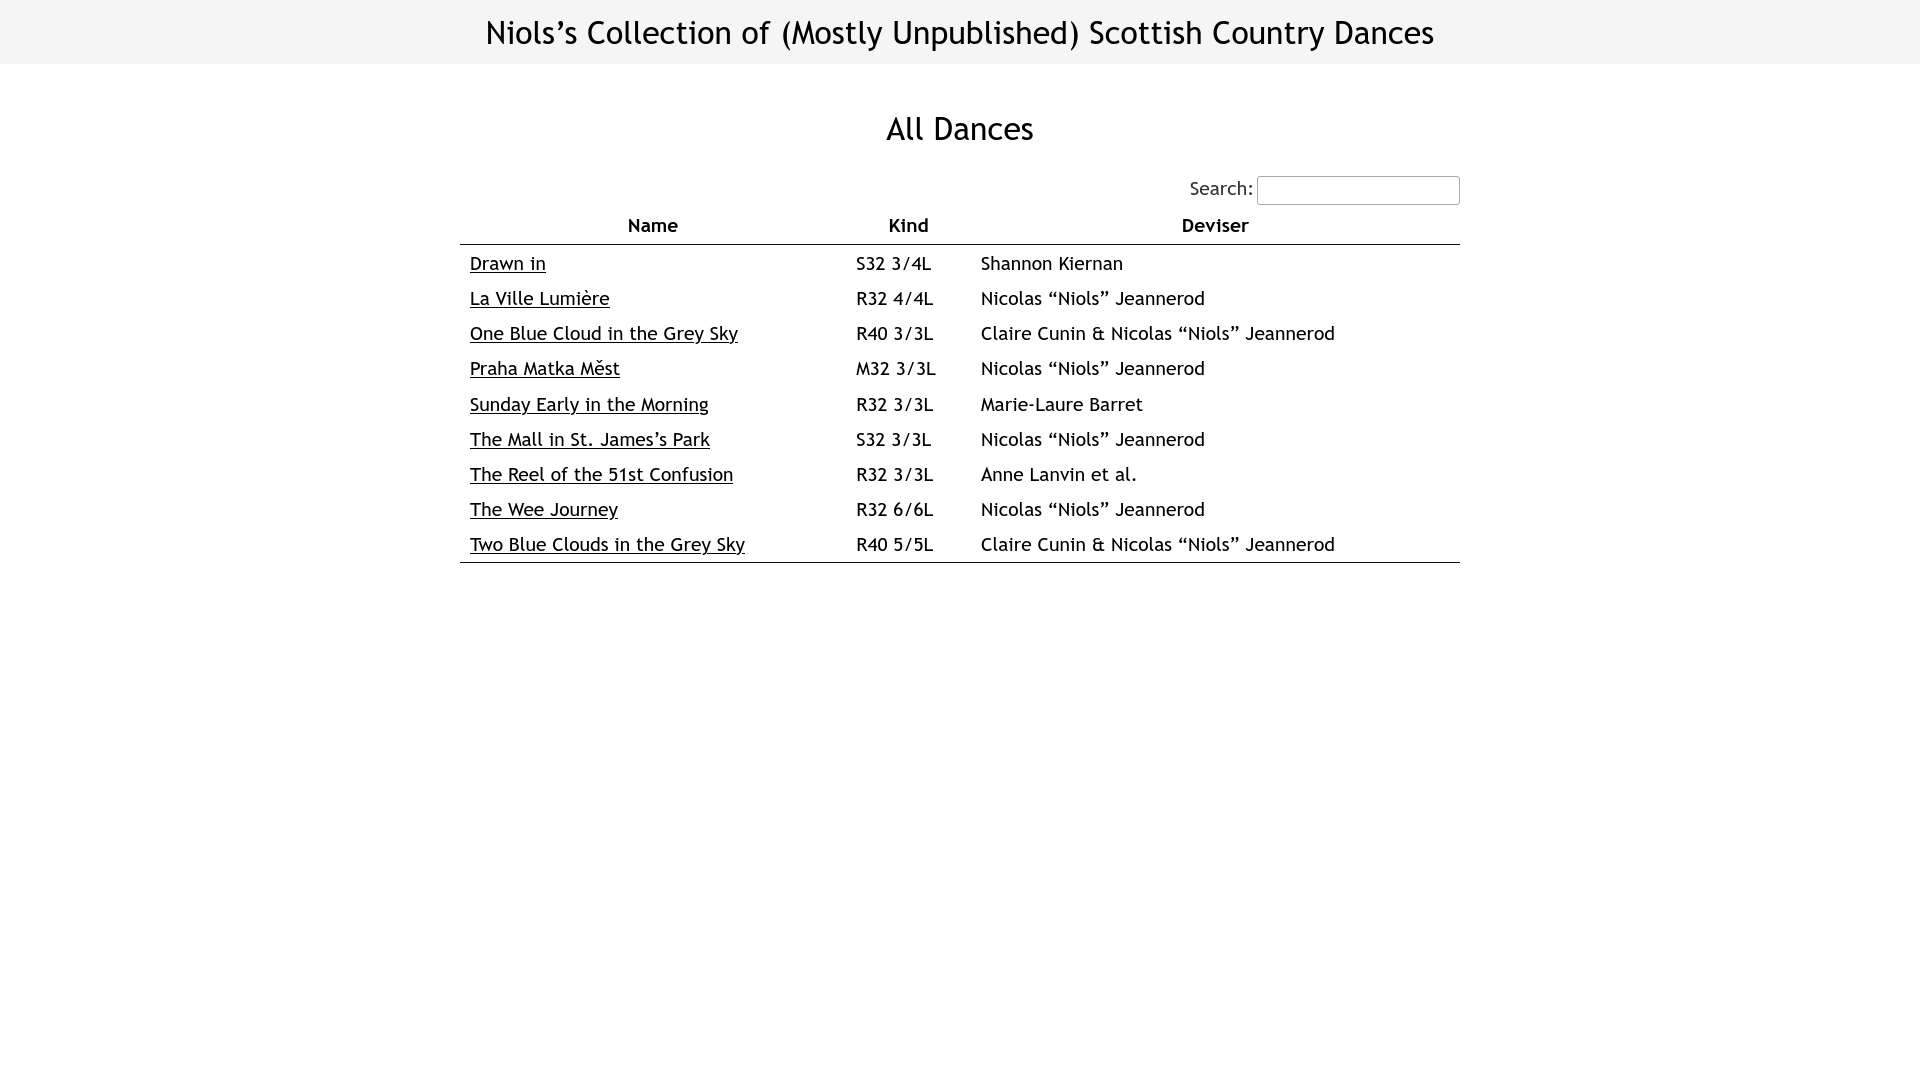 Niols’s Collection of (Mostly Unpublished) Scottish Country Dances
All Dances
Search:
Name Kind Deviser
Drawn in S32 3/4L Shannon Kiernan
La Ville Lumière R32 4/4L Nicolas “Niols” Jeannerod
One Blue Cloud in the Grey Sky R40 3/3L Claire Cunin & Nicolas “Niols” Jeannerod
Praha Matka Měst M32 3/3L Nicolas “Niols” Jeannerod
Sunday Early in the Morning R32 3/3L Marie-Laure Barret
The Mall in St. James’s Park S32 3/3L Nicolas “Niols” Jeannerod
The Reel of the 51st Confusion R32 3/3L Anne Lanvin et al.
The Wee Journey R32 6/6L Nicolas “Niols” Jeannerod
Two Blue Clouds in the Grey Sky R40 5/5L Claire Cunin & Nicolas “Niols” Jeannerod